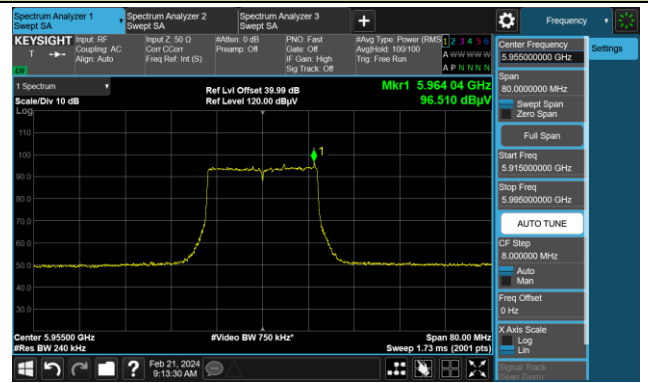 Spectrum Analyzer 1
Swept SA
Spectrum Analyzer 2
Swept SA
Spectrum Analyzer 3
Swept SA
+
Frequency
KEYSIGHT
T
LW
Input: RF
Coupling: AC
Align: Auto
Input Z: 50 Ω
Corr CCorr
Freq Ref: Int (S)
#Atten: 0 dB
Preamp: Off
PNO: Fast
Gate: Off
IF Gain: High
Sig Track: Off
#Avg Type: Power (RMS)
Avg|Hold: 100/100
Trig: Free Run
1 2 3 4 5 6
A W W W W W
A P N N N N
1 Spectrum
Scale/Div 10 dB
Log
Ref Lvl Offset 39.99 dB
Ref Level 120.00 dBµV
Mkr1 5.964 04 GHz
96.510 dBµV
110
100
90.0
80.0
70.0
60.0
50.0
40.0
30.0
1
Center 5.95500 GHz
#Res BW 240 kHz
#Video BW 750 kHz*
Span 80.00 MHz
Sweep 1.73 ms (2001 pts)
Center Frequency
5.955000000 GHz
Settings
Span
80.0000000 MHz
Swept Span
Zero Span
Full Span
Start Freq
5.915000000 GHz
Stop Freq
5.995000000 GHz
AUTO TUNE
CF Step
8.000000 MHz
Auto
Man
Freq Offset
0 Hz
X Axis Scale
Log
Lin
Signal Track
(Span Zoom)
?
Feb 21, 2024
9:13:30 AM